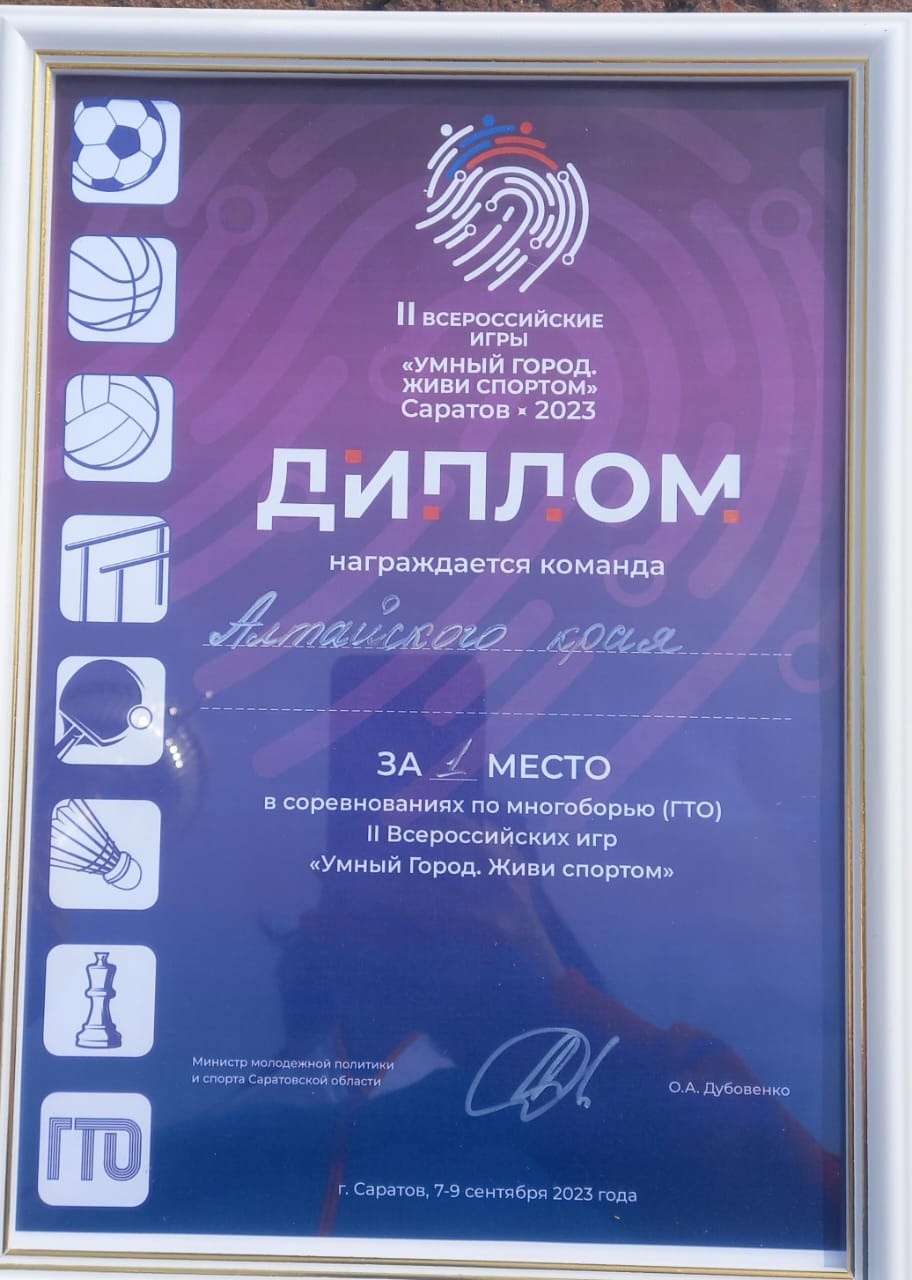 II ВСЕРОССИЙСКИЕ
ИГРЫ
«УМНЫЙ ГОРОД.
ЖИВИ СПОРТОМ»
Саратов × 2023
ДИПЛОМ
награждается команда
Алтайского края
ЗА 1 МЕСТО
в соревнованиях по многоборью (ГТО)
II Всероссийских игр
«Умный Город. Живи спортом»
Министр молодежной политики
и спорта Саратовской области
О.А. Дубовенко
ГТО
г. Саратов, 7-9 сентября 2023 года